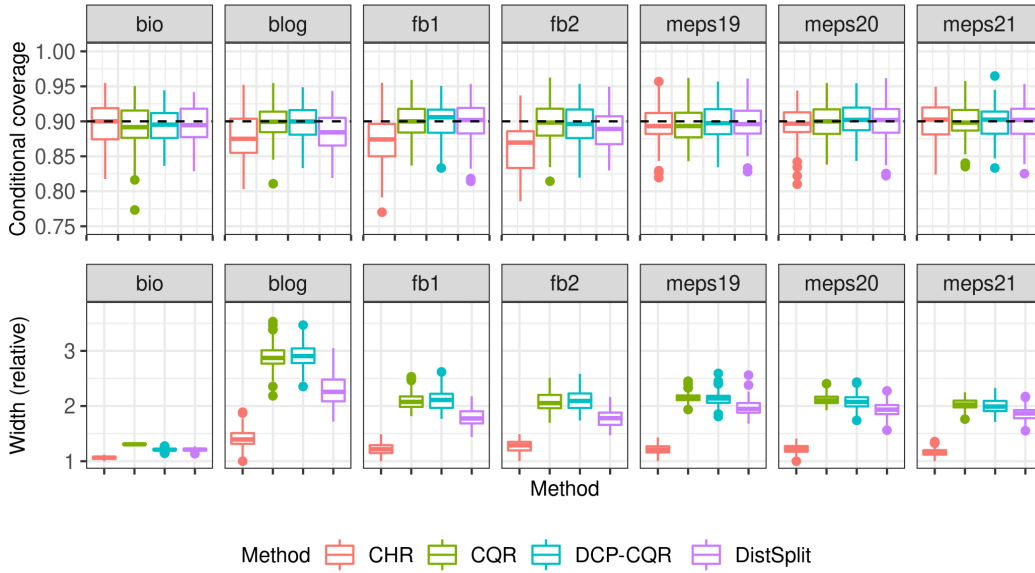 bio blog fb1 fb2 meps19 meps20 meps21
Conditional coverage
1.00
0.95
0.90
0.85
0.80
0.75
bio blog fb1 fb2 meps19 meps20 meps21
Width (relative)
3
2
1
Method
Method CHR CQR DCP-CQR DistSplit